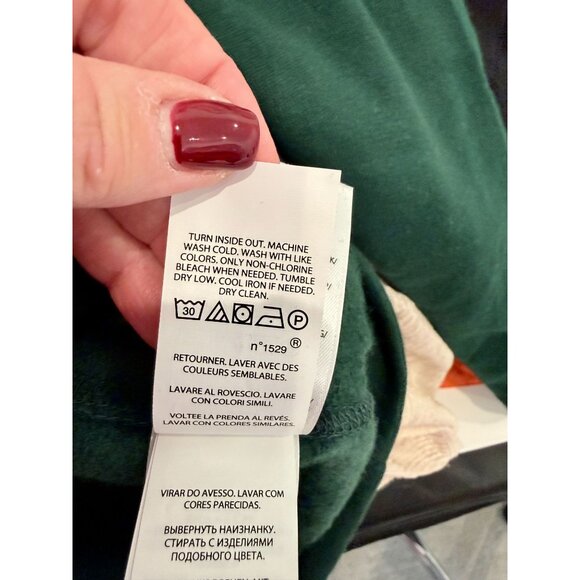 TURN INSIDE OUT. MACHINE
WASH COLD. WASH WITH LIKE
COLORS. ONLY NON-CHLORINE
BLEACH WHEN NEEDED. TUMBLE
DRY LOW. COOL IRON IF NEEDED.
DRY CLEAN.
30 P
n°1529 ®
RETOURNER. LAVER AVEC DES
COULEURS SEMBLABLES.
LAVARE AL ROVESCIO. LAVARE
CON COLORI SIMILI.
VOLTEE LA PRENDA AL REVÉS.
LAVAR CON COLORES SIMILARES.
VIRAR DO AVESSO. LAVAR COM
CORES PARECIDAS.
ВЫВЕРНУТЬ НАИЗНАНКУ.
СТИРАТЬ С ИЗДЕЛИЯМИ
ПОДОБНОГО ЦВЕТА.